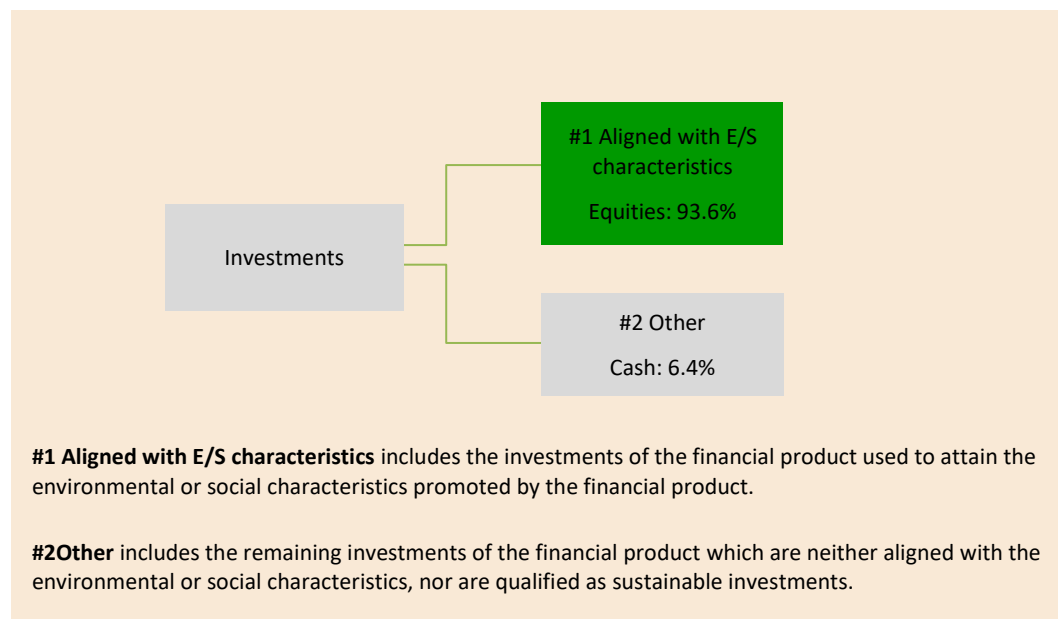 #1 Aligned with E/S
characteristics
Equities: 93.6%
Investments
#2 Other
Cash: 6.4%
#1 Aligned with E/S characteristics includes the investments of the financial product used to attain the
environmental or social characteristics promoted by the financial product.
#2Other includes the remaining investments of the financial product which are neither aligned with the
environmental or social characteristics, nor are qualified as sustainable investments.